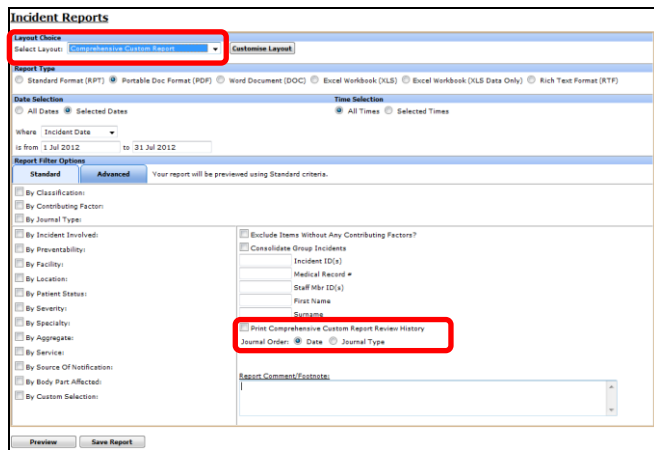 Incident Reports
Layout Choice
Select Layout: Comprehensive Custom Report Customise Layout
Report Type
Standard Format (RPT) Portable Doc Format (PDF) Word Document (DOC) Excel Workbook (XLS) Excel Workbook (XLS Data Only) Rich Text Format (RTF)
Date Selection Time Selection
All Dates Selected Dates All Times Selected Times
Where Incident Date
is from 1 Jul 2012 to 31 Jul 2012
Report Filter Options
Standard Advanced Your report will be previewed using Standard criteria.
By Classification:
By Contributing Factor:
By Journal Type:
By Incident Involved:
By Preventability:
By Facility:
By Location:
By Patient Status:
By Severity:
By Specialty:
By Aggregate:
By Service:
By Source Of Notification:
By Body Part Affected:
By Custom Selection:
Exclude Items Without Any Contributing Factors?
Consolidate Group Incidents
Incident ID(s)
Medical Record #
Staff Mbr ID(s)
First Name
Surname
Print Comprehensive Custom Report Review History
Journal Order: Date Journal Type
Report Comment/Footnote:
Preview Save Report